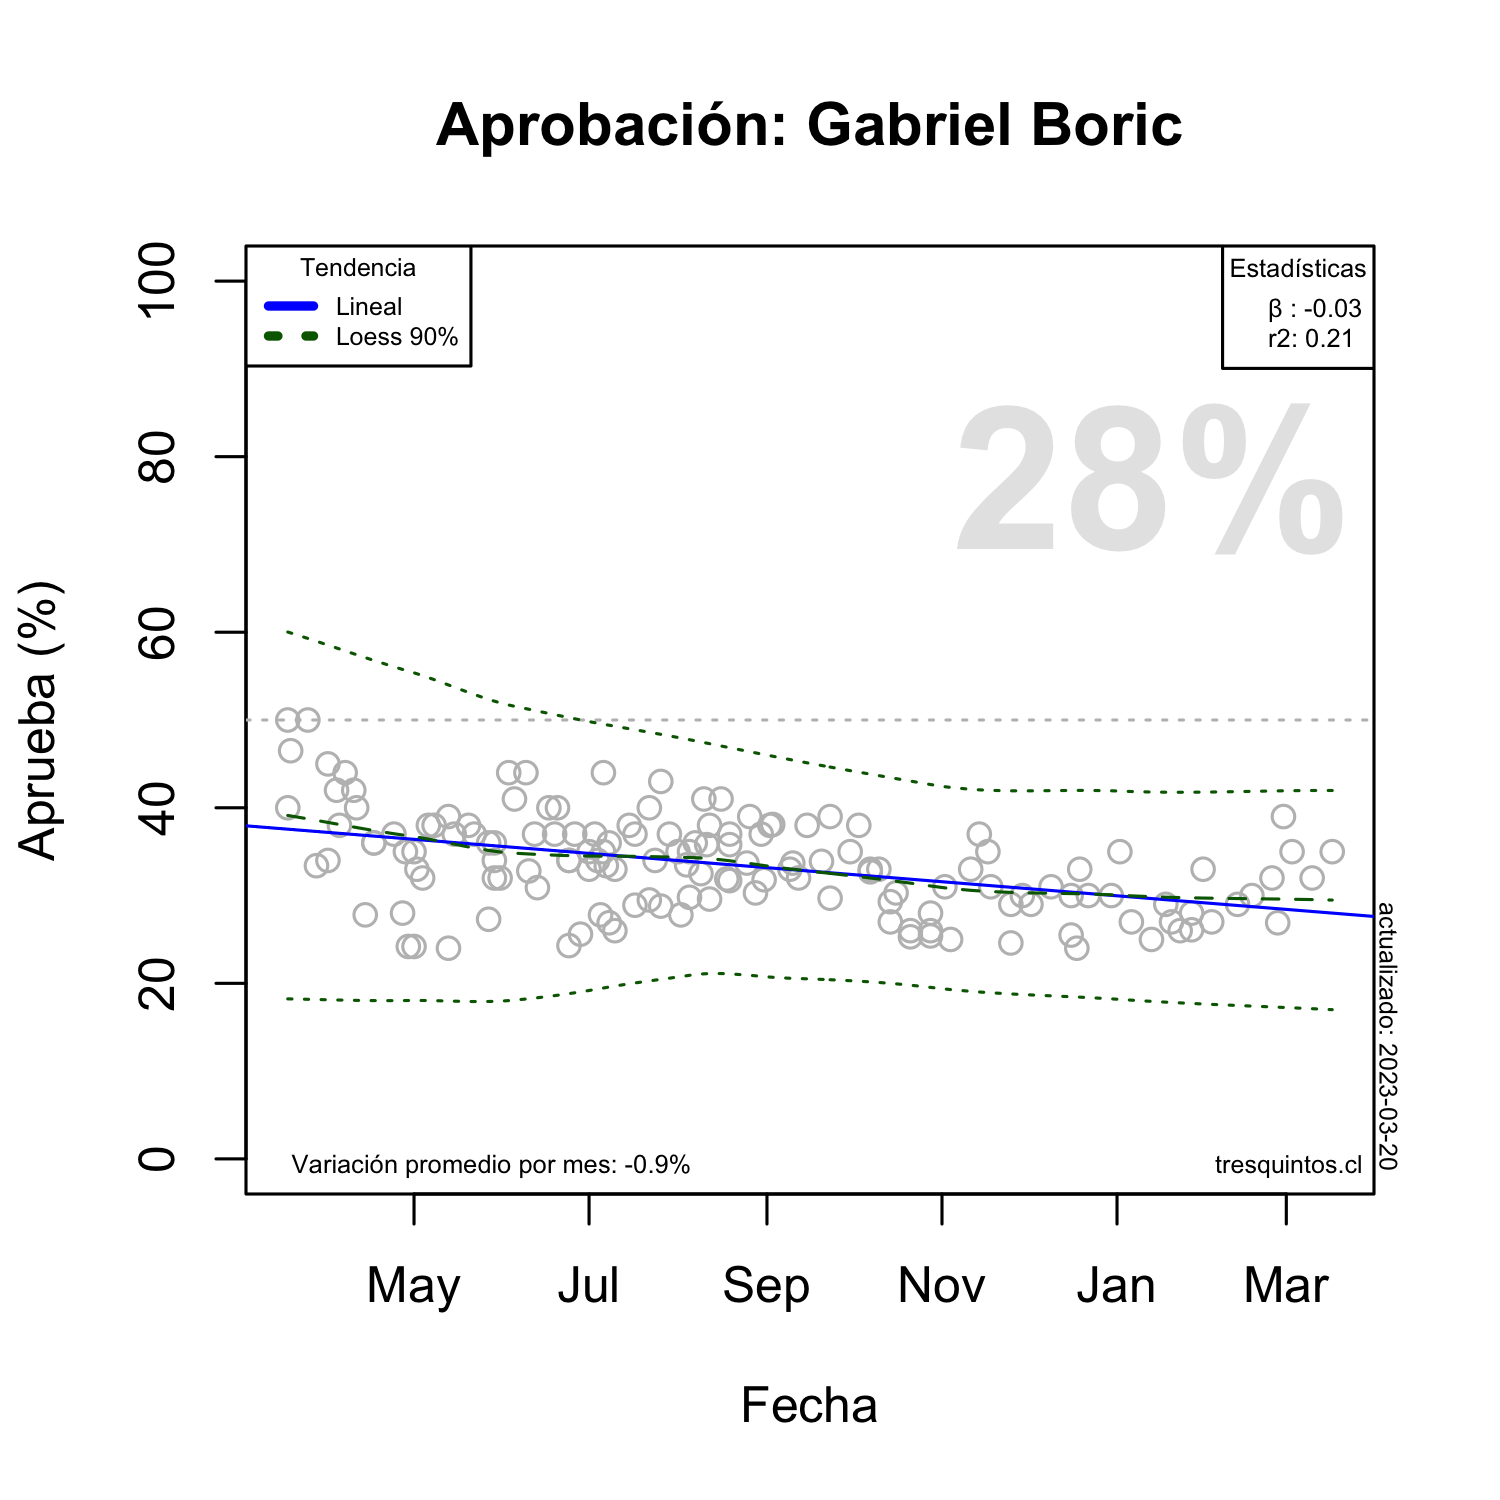 Aprobación: Gabriel Boric
Tendencia
Lineal
Loess 90%
Estadísticas
β : -0.03
r2: 0.21
28%
100
80
60
40
20
0
Aprueba (%)
Variación promedio por mes: -0.9%
tresquintos.cl
actualizado: 2023-03-20
May
Jul
Sep
Nov
Jan
Mar
Fecha